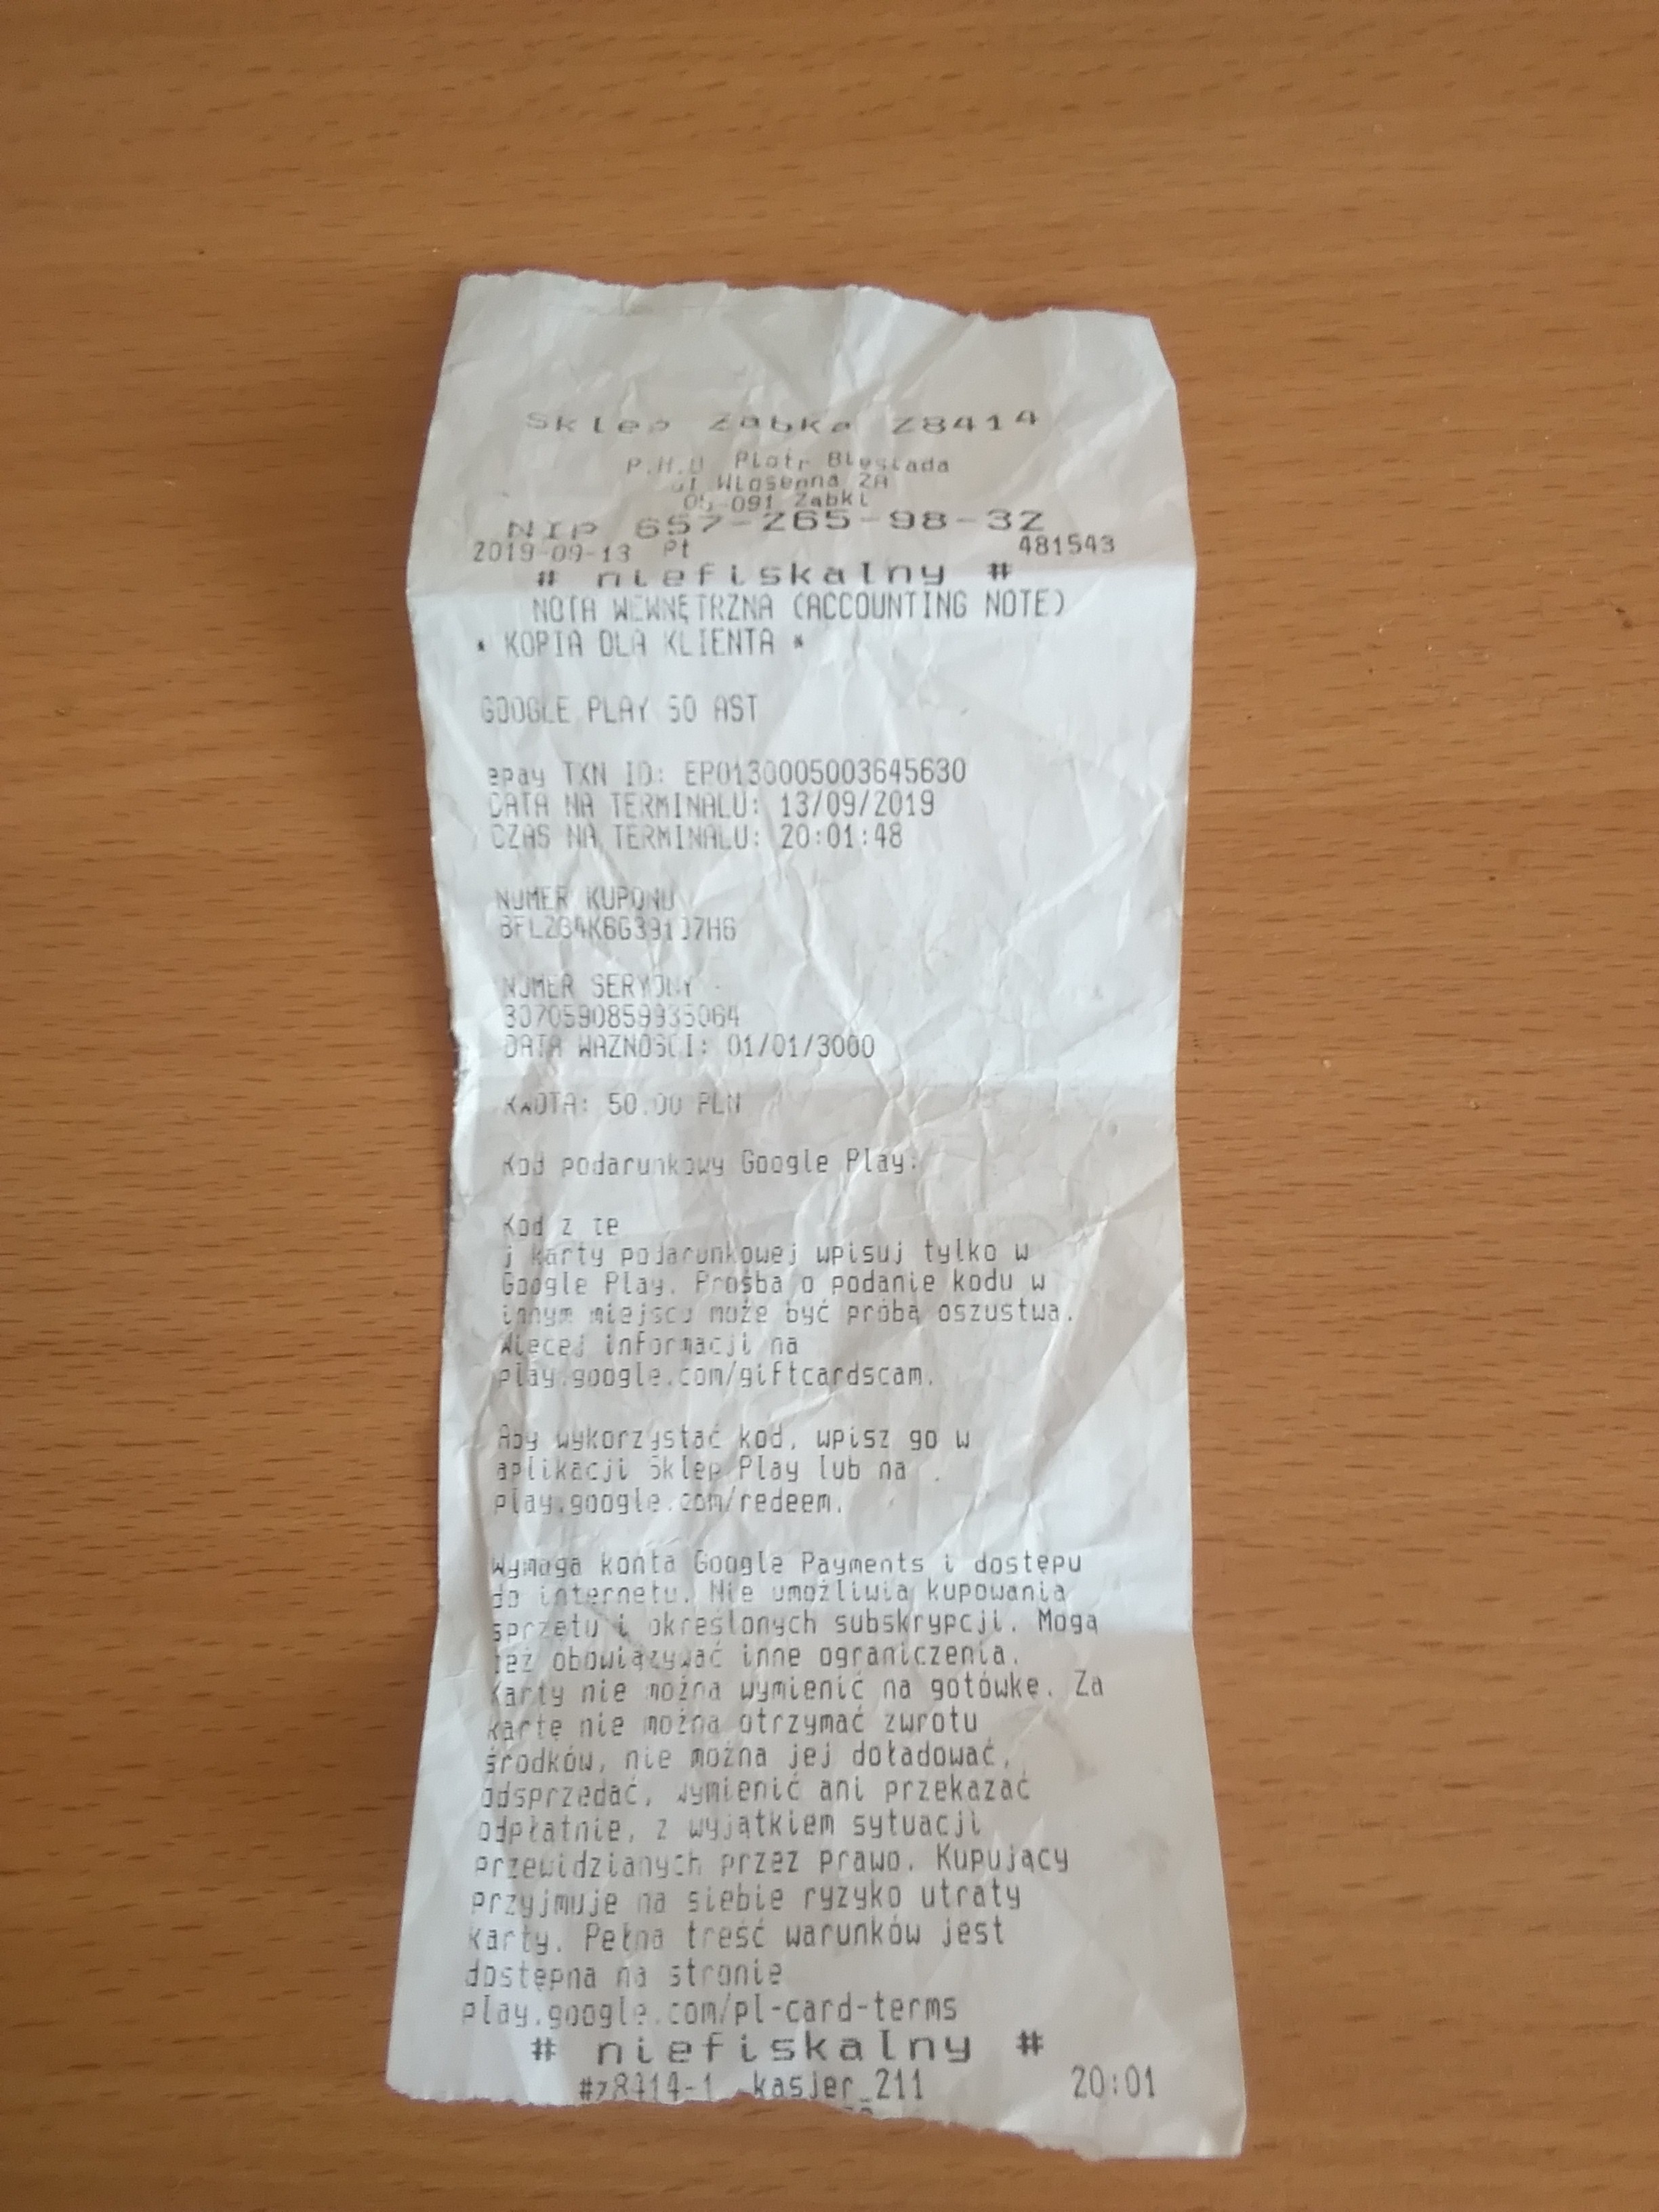 Sklep Żabka Z8414
P.H.U Piotr Biesiada
ul Wiosenna 2A
05-091 Ząbki
NIP 657-265-98-32
2019-09-13 Pt 481543
# niefiskalny #
NOTA WEWNĘTRZNA (ACCOUNTING NOTE)
* KOPIA DLA KLIENTA *
GOOGLE PLAY 50 AST
epay TXN ID: EP0130005003645630
DATA NA TERMINALU: 13/09/2019
CZAS NA TERMINALU: 20:01:48
NUMER KUPONU
NUMER SERYJNY
3070590859935064
DATA WAŻNOŚCI: 01/01/3000
KWOTA: 50.00 PLN
Kod podarunkowy Google Play:
Kod z te
j karty podarunkowej wpisuj tylko w
Google Play. Prośba o podanie kodu w
innym miejscu może być próbą oszustwa.
Więcej informacji na
play.google.com/giftcardscam.
Aby wykorzystać kod, wpisz go w
aplikacji Sklep Play lub na
play.google.com/redeem.
Wymaga konta Google Payments i dostępu
do internetu. Nie umożliwia kupowania
sprzętu i określonych subskrypcji. Mogą
też obowiązywać inne ograniczenia.
Karty nie można wymienić na gotówkę. Za
kartę nie można otrzymać zwrotu
środków, nie można jej doładować,
odsprzedać, wymienić ani przekazać
odpłatnie, z wyjątkiem sytuacji
przewidzianych przez prawo. Kupujący
przyjmuje na siebie ryzyko utraty
karty. Pełna treść warunków jest
dostępna na stronie
play.google.com/pl-card-terms
# niefiskalny #
#z8414-1 kasjer_211 20:01